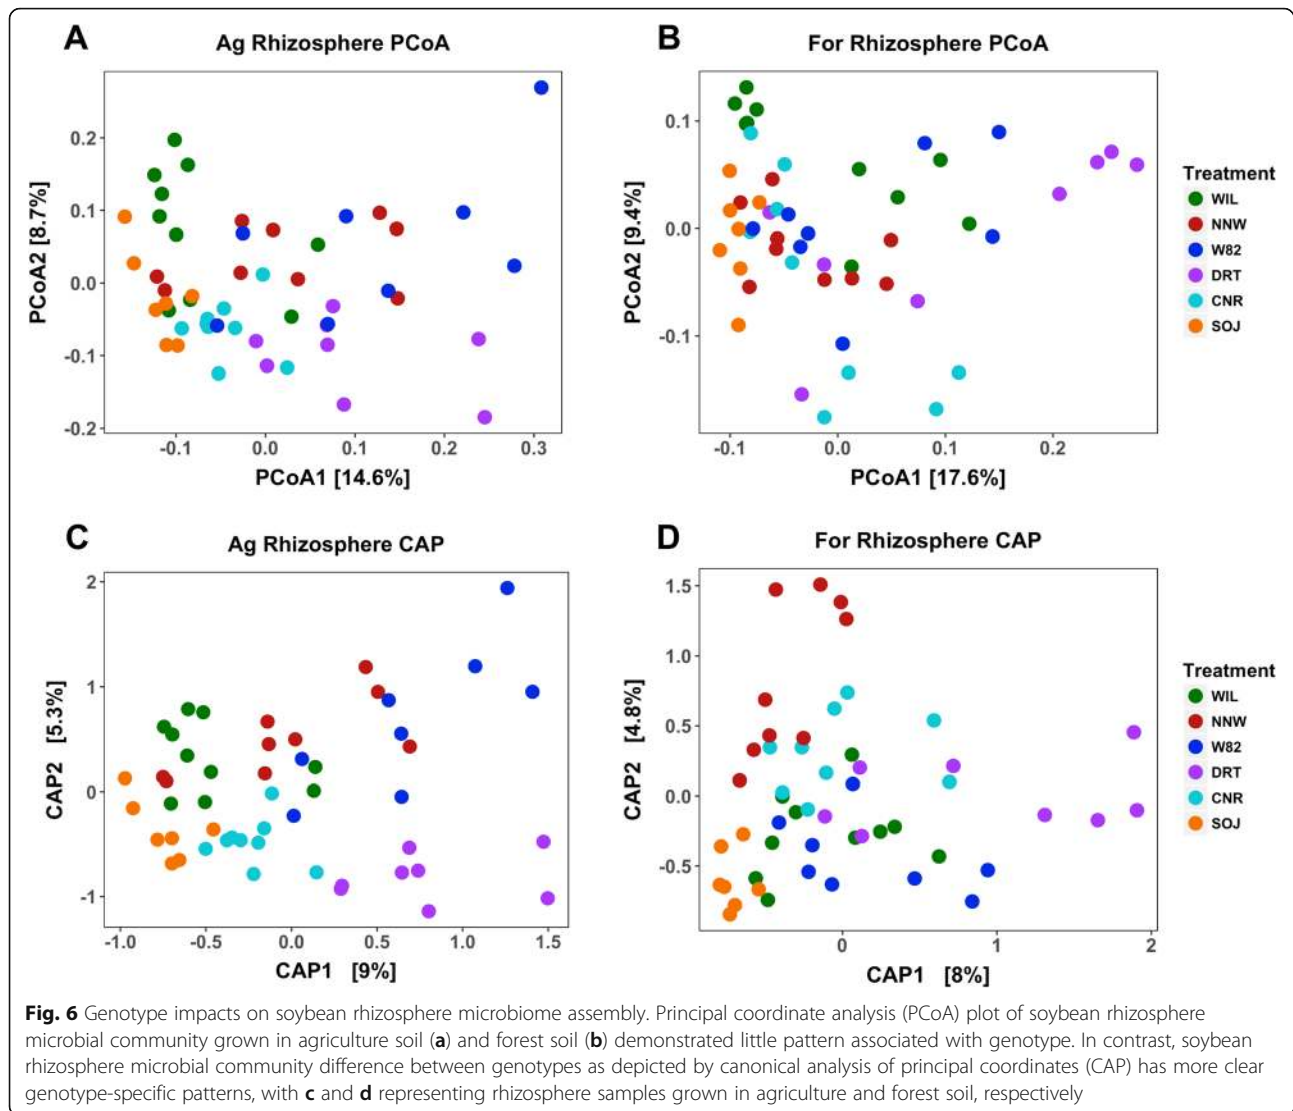 A
Ag Rhizosphere PCoA
0.2
0.1
0.0
-0.1
-0.2
PCoA2 [8.7%]
-0.1 0.0 0.1 0.2 0.3
PCoA1 [14.6%]
B
For Rhizosphere PCoA
0.1
0.0
-0.1
PCoA2 [9.4%]
-0.1 0.0 0.1 0.2
PCoA1 [17.6%]
Treatment
WIL
NNW
W82
DRT
CNR
SOJ
C
Ag Rhizosphere CAP
2
1
0
-1
CAP2 [5.3%]
-1.0 -0.5 0.0 0.5 1.0 1.5
CAP1 [9%]
D
For Rhizosphere CAP
1.5
1.0
0.5
0.0
-0.5
CAP2 [4.8%]
0 1 2
CAP1 [8%]
Treatment
WIL
NNW
W82
DRT
CNR
SOJ
Fig. 6 Genotype impacts on soybean rhizosphere microbiome assembly. Principal coordinate analysis (PCoA) plot of soybean rhizosphere
microbial community grown in agriculture soil (a) and forest soil (b) demonstrated little pattern associated with genotype. In contrast, soybean
rhizosphere microbial community difference between genotypes as depicted by canonical analysis of principal coordinates (CAP) has more clear
genotype-specific patterns, with c and d representing rhizosphere samples grown in agriculture and forest soil, respectively